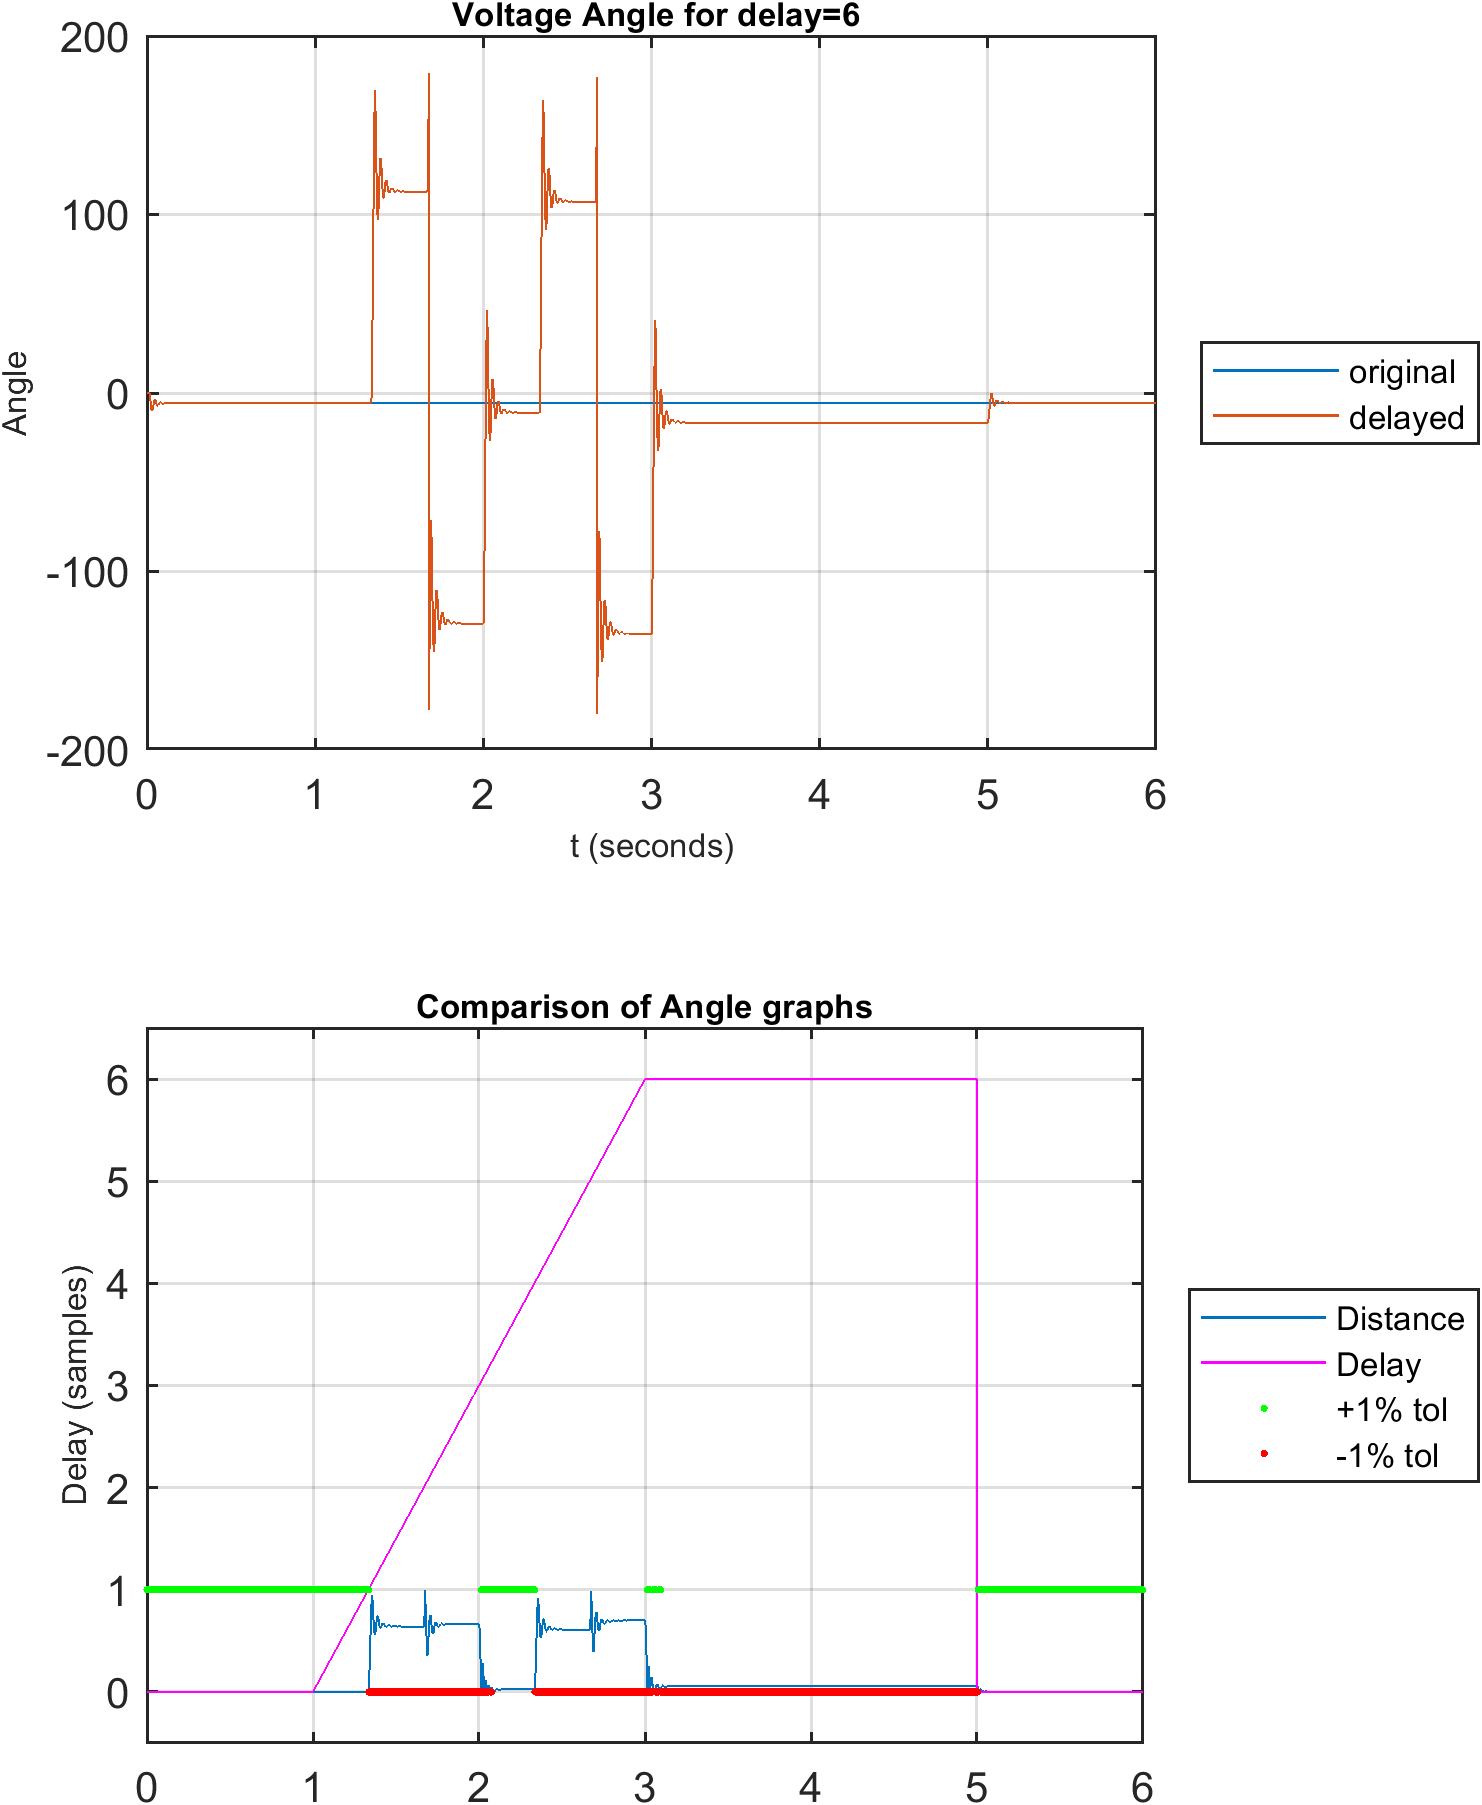 Voltage Angle for delay=6
200
100
0
-100
-200
Angle
0 1 2 3 4 5 6
t (seconds)
original
delayed
Comparison of Angle graphs
6
5
4
3
2
1
0
Delay (samples)
0 1 2 3 4 5 6
Distance
Delay
+1% tol
-1% tol